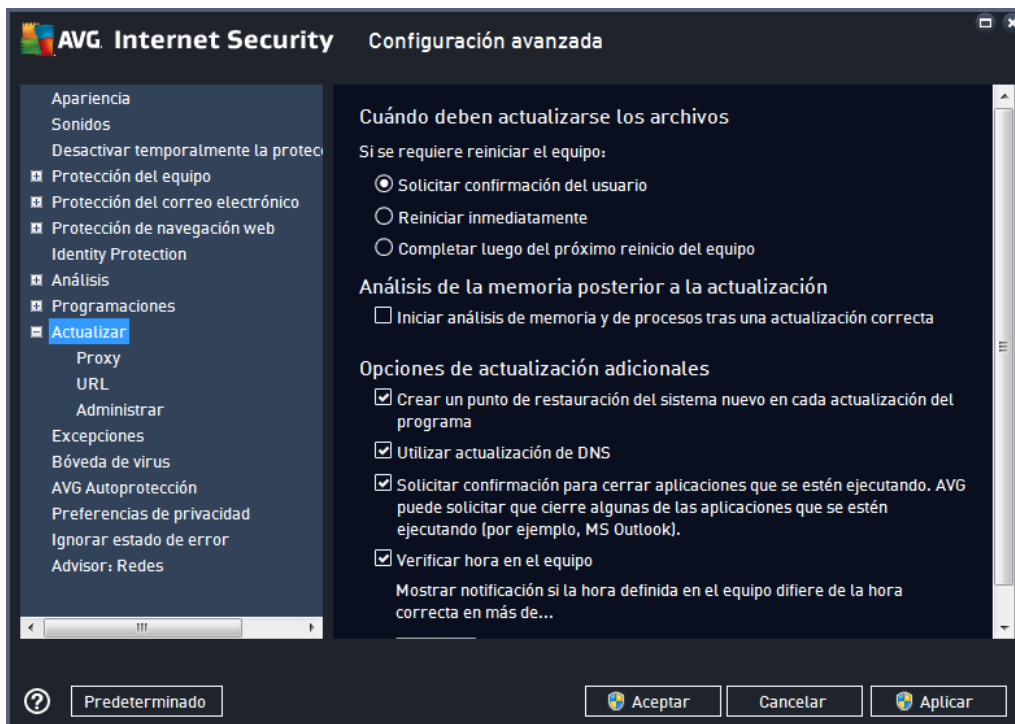 AVG Internet Security Configuración avanzada
Apariencia
Sonidos
Desactivar temporalmente la protec
Protección del equipo
Protección del correo electrónico
Protección de navegación web
Identity Protection
Análisis
Programaciones
Actualizar
Proxy
URL
Administrar
Excepciones
Bóveda de virus
AVG Autoprotección
Preferencias de privacidad
Ignorar estado de error
Advisor: Redes
Cuándo deben actualizarse los archivos
Si se requiere reiniciar el equipo:
Solicitar confirmación del usuario
Reiniciar inmediatamente
Completar luego del próximo reinicio del equipo
Análisis de la memoria posterior a la actualización
Iniciar análisis de memoria y de procesos tras una actualización correcta
Opciones de actualización adicionales
Crear un punto de restauración del sistema nuevo en cada actualización del
programa
Utilizar actualización de DNS
Solicitar confirmación para cerrar aplicaciones que se estén ejecutando. AVG
puede solicitar que cierre algunas de las aplicaciones que se estén
ejecutando (por ejemplo, MS Outlook).
Verificar hora en el equipo
Mostrar notificación si la hora definida en el equipo difiere de la hora
correcta en más de...
Predeterminado
Aceptar
Cancelar
Aplicar